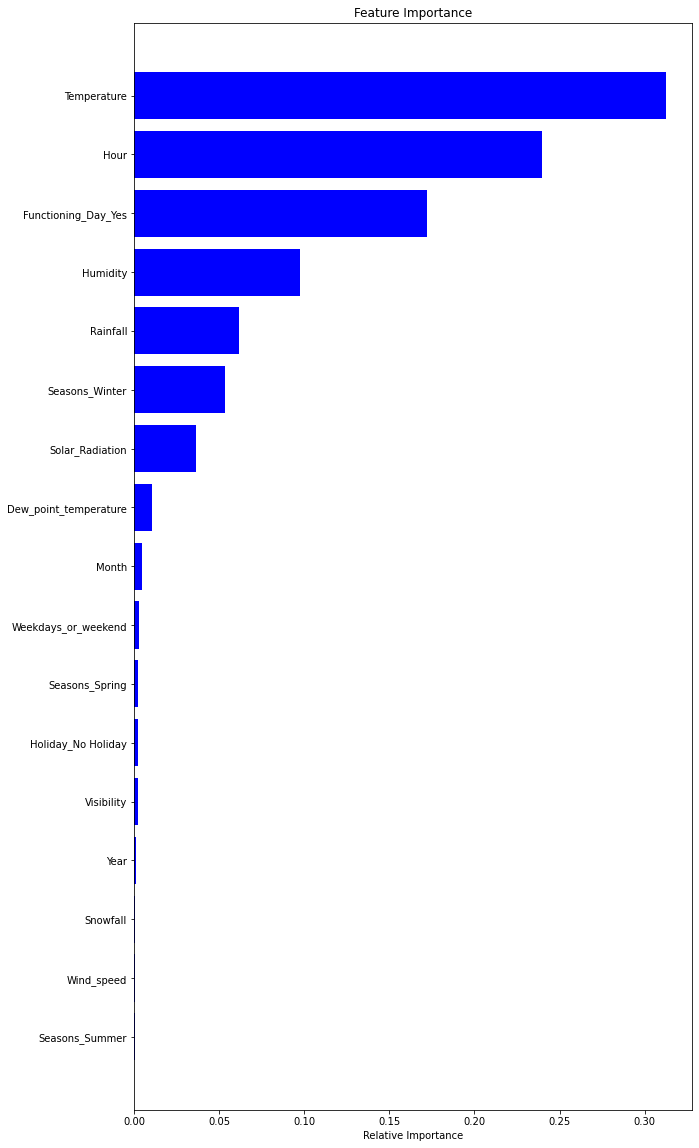 Feature Importance
Temperature
Hour
Functioning_Day_Yes
Humidity
Rainfall
Seasons_Winter
Solar_Radiation
Dew_point_temperature
Month
Weekdays_or_weekend
Seasons_Spring
Holiday_No Holiday
Visibility
Year
Snowfall
Wind_speed
Seasons_Summer
0.00 0.05 0.10 0.15 0.20 0.25 0.30
Relative Importance